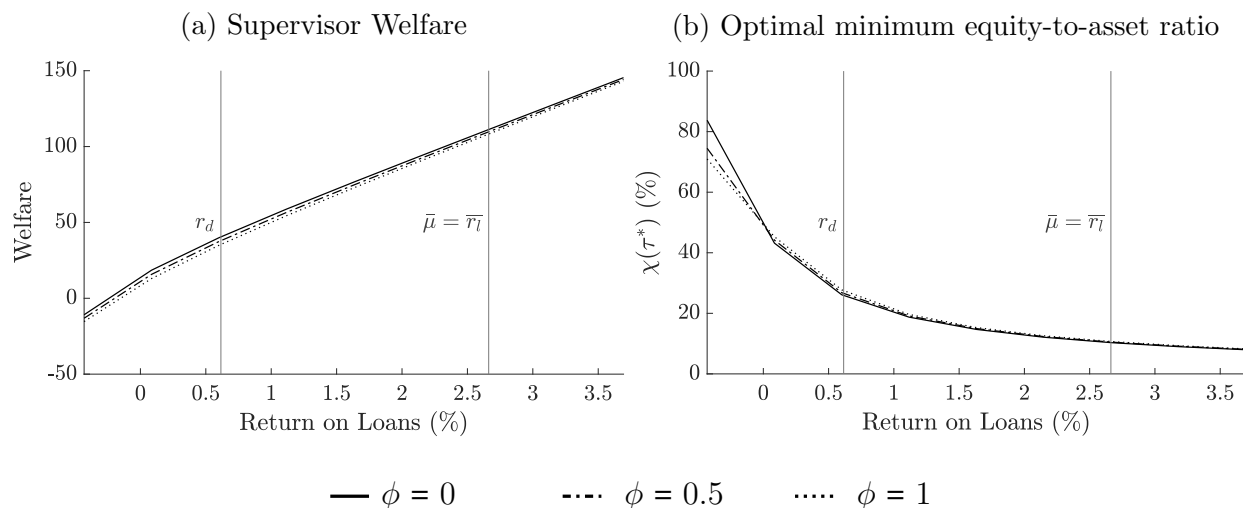 (a) Supervisor Welfare
(b) Optimal minimum equity-to-asset ratio
150
100
50
0
-50
Welfare
r_d
μ̄ = r̄_l
0 0.5 1 1.5 2 2.5 3 3.5
Return on Loans (%)
100
80
60
40
20
0
χ(τ*) (%)
r_d
μ̄ = r̄_l
0 0.5 1 1.5 2 2.5 3 3.5
Return on Loans (%)
ϕ = 0 ϕ = 0.5 ϕ = 1